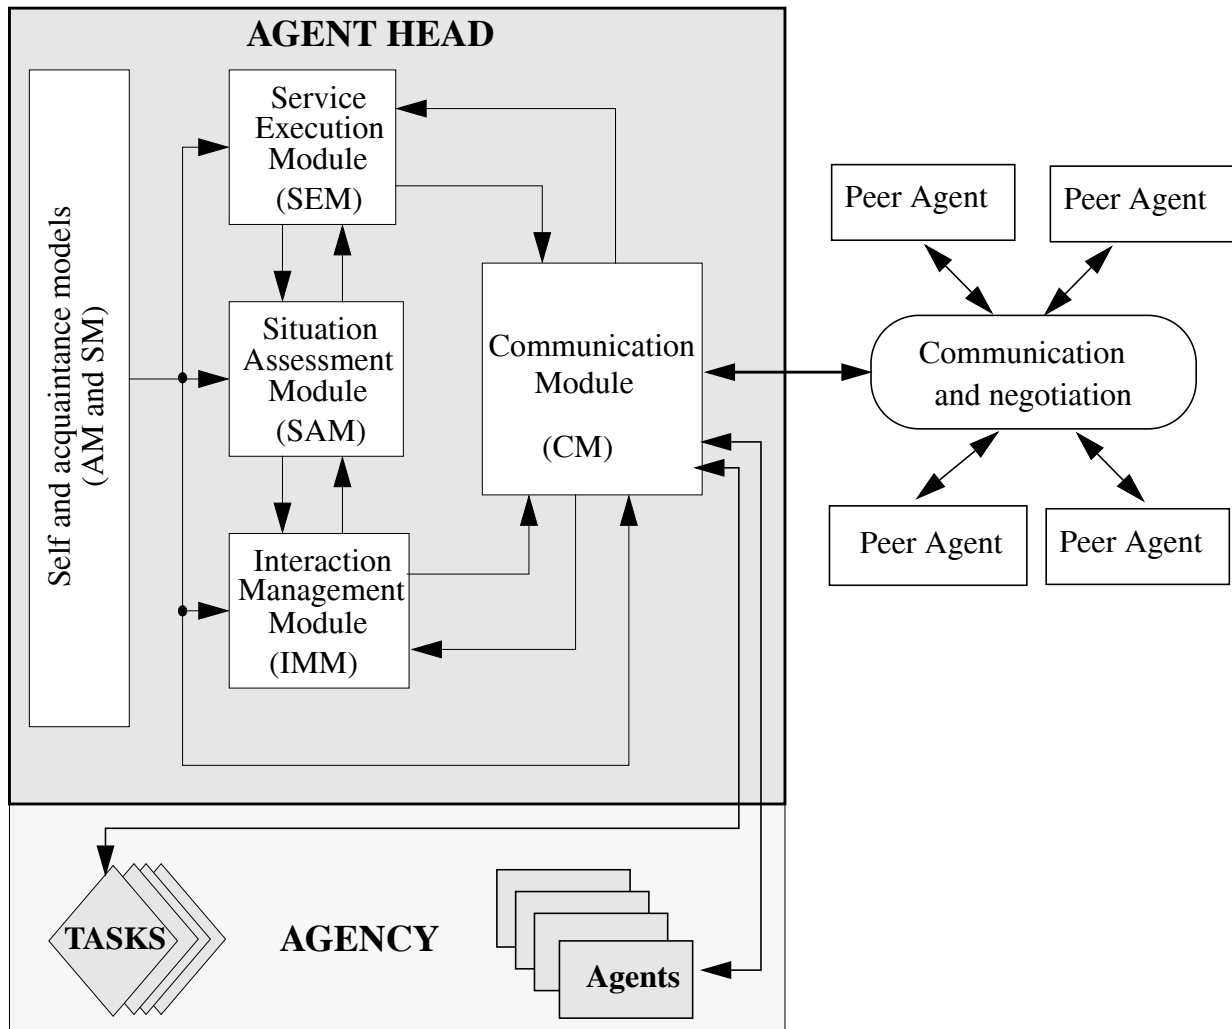 AGENT HEAD
Self and acquaintance models
(AM and SM)
Service
Execution
Module
(SEM)
Situation
Assessment
Module
(SAM)
Interaction
Management
Module
(IMM)
Communication
Module
(CM)
Peer Agent
Peer Agent
Communication
and negotiation
Peer Agent
Peer Agent
TASKS
AGENCY
Agents